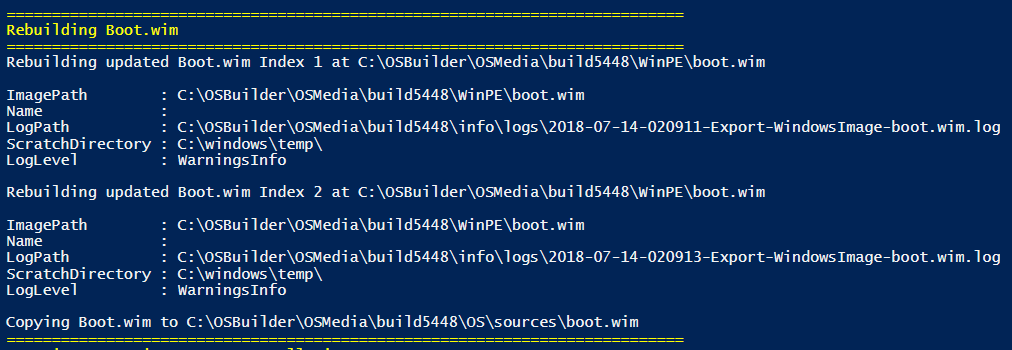 ===========================================================================
Rebuilding Boot.wim
===========================================================================
Rebuilding updated Boot.wim Index 1 at C:\OSBuilder\OSMedia\build5448\WinPE\boot.wim
ImagePath        : C:\OSBuilder\OSMedia\build5448\WinPE\boot.wim
Name             :
LogPath          : C:\OSBuilder\OSMedia\build5448\info\logs\2018-07-14-020911-Export-WindowsImage-boot.wim.log
ScratchDirectory : C:\windows\temp\
LogLevel         : WarningsInfo
Rebuilding updated Boot.wim Index 2 at C:\OSBuilder\OSMedia\build5448\WinPE\boot.wim
ImagePath        : C:\OSBuilder\OSMedia\build5448\WinPE\boot.wim
Name             :
LogPath          : C:\OSBuilder\OSMedia\build5448\info\logs\2018-07-14-020913-Export-WindowsImage-boot.wim.log
ScratchDirectory : C:\windows\temp\
LogLevel         : WarningsInfo
Copying Boot.wim to C:\OSBuilder\OSMedia\build5448\OS\sources\boot.wim
===========================================================================